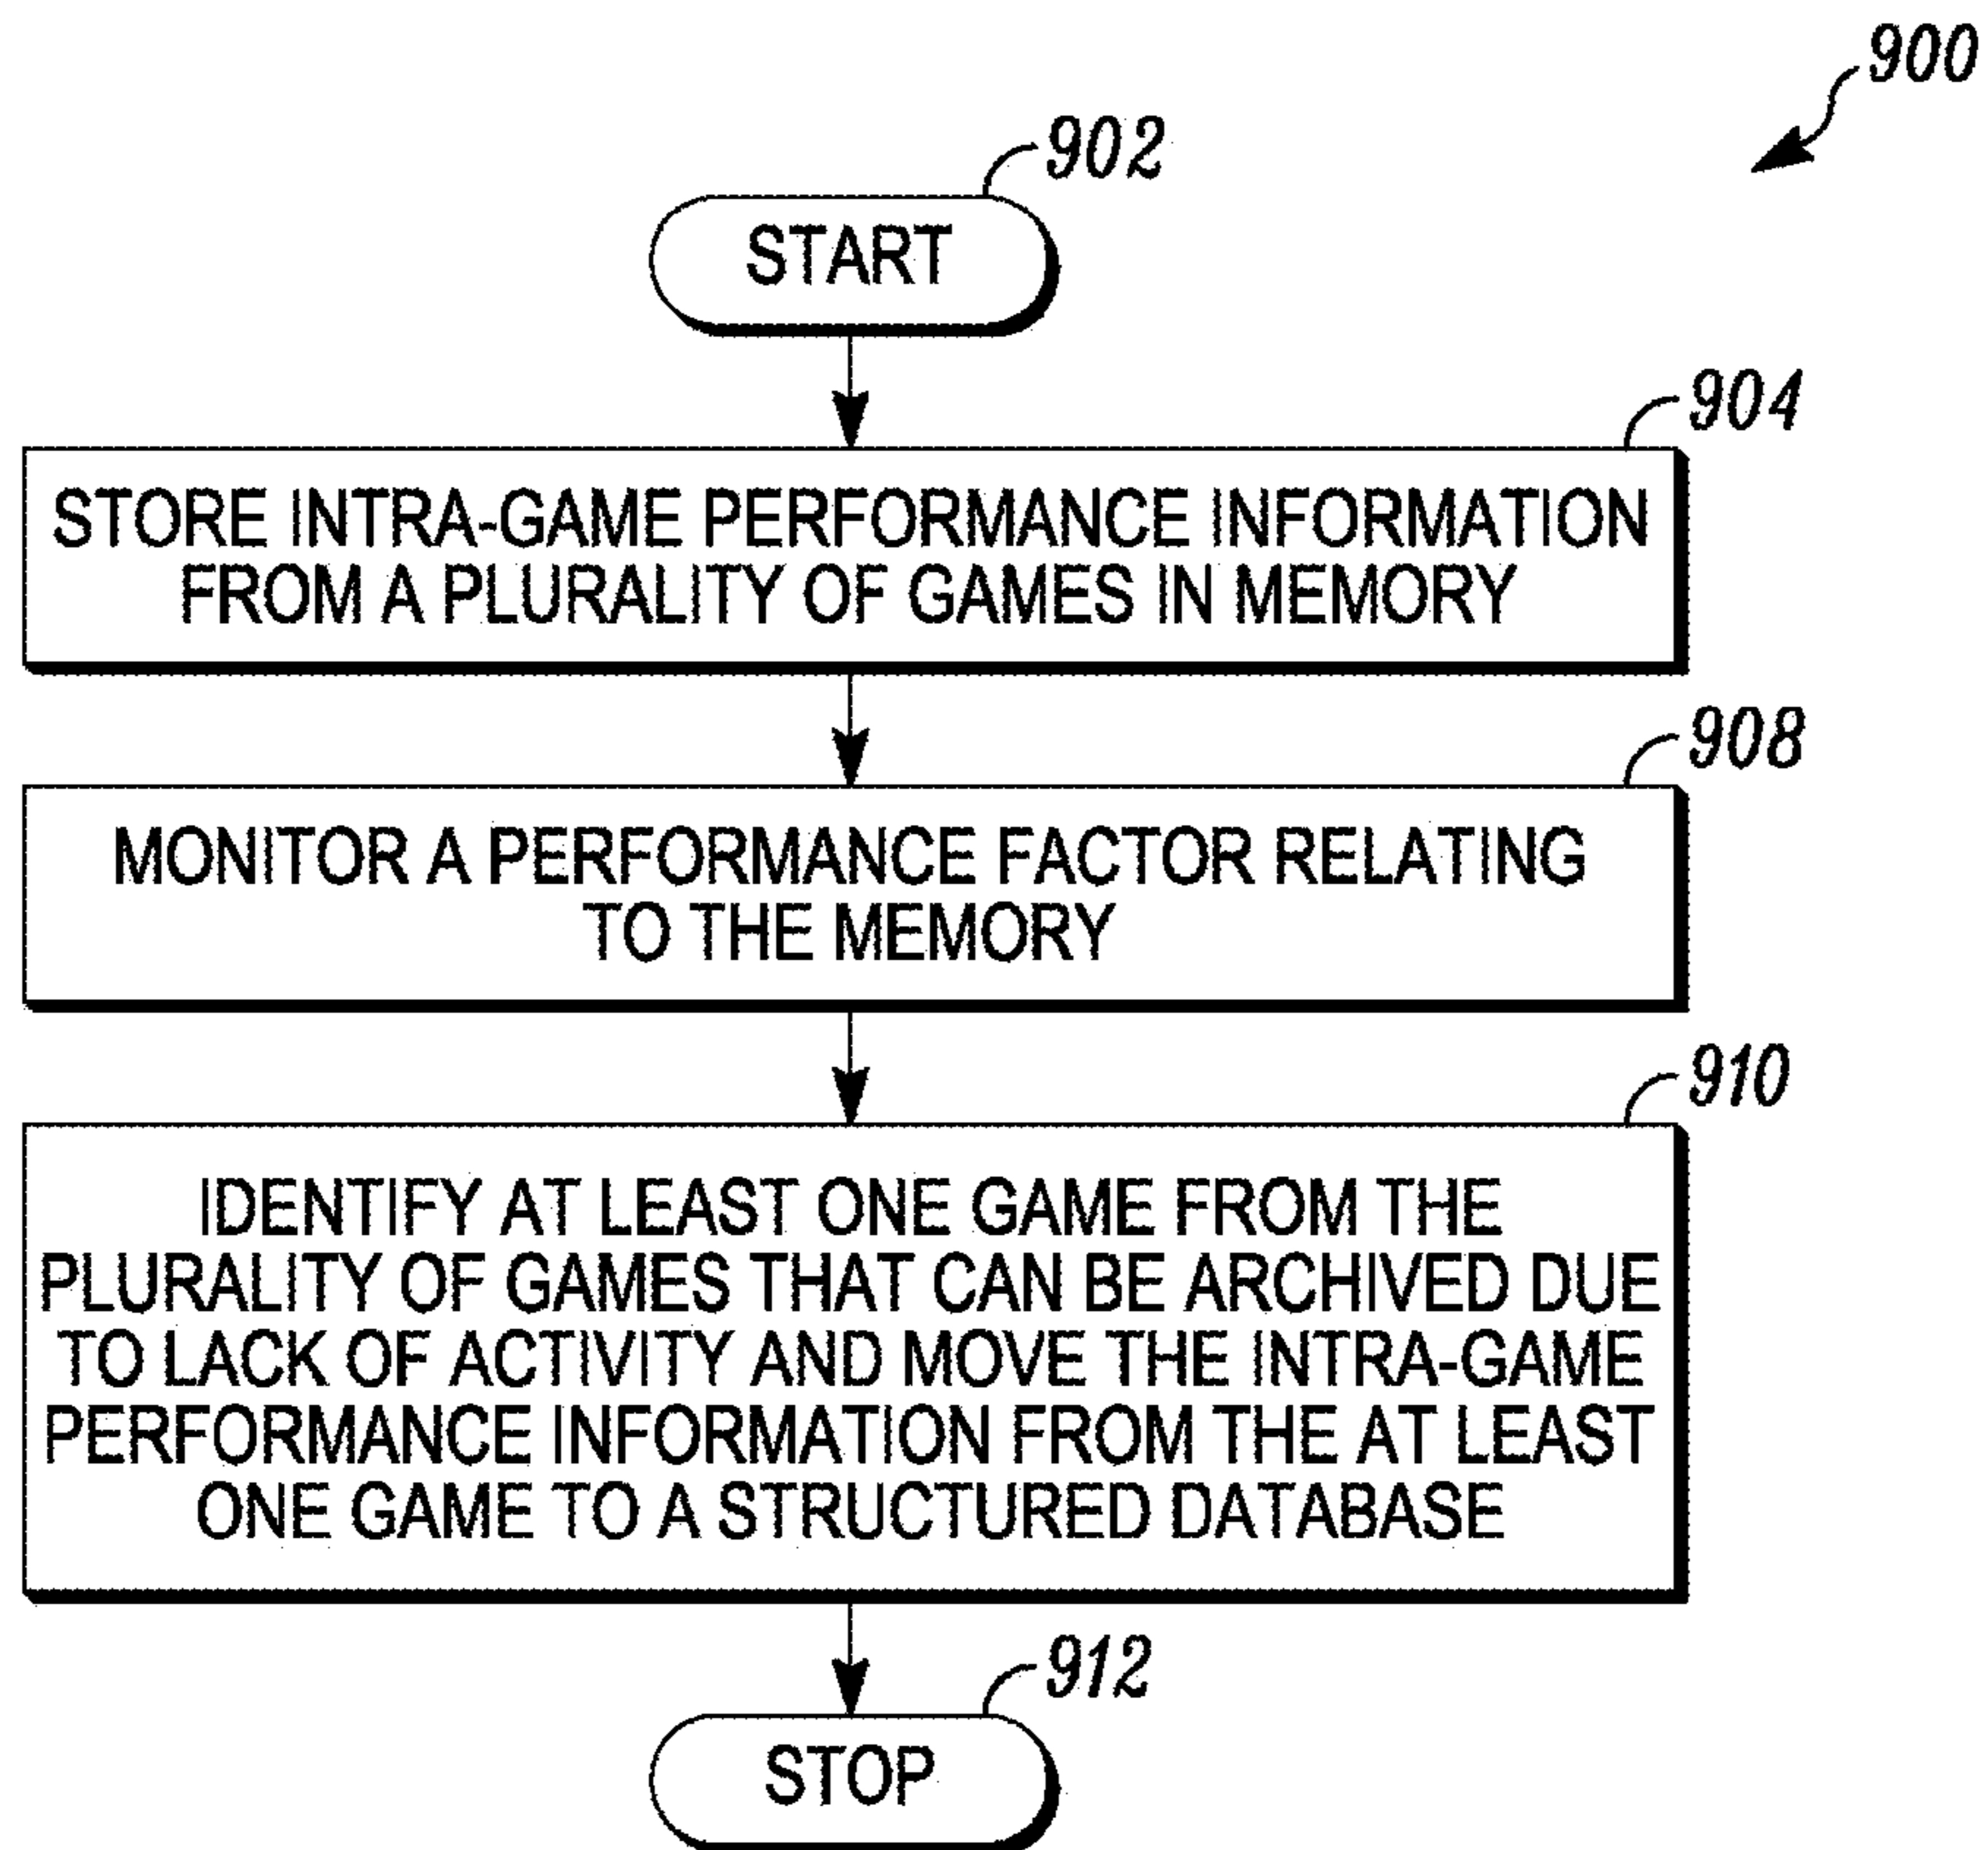 900
902
START
904
STORE INTRA-GAME PERFORMANCE INFORMATION
FROM A PLURALITY OF GAMES IN MEMORY
908
MONITOR A PERFORMANCE FACTOR RELATING
TO THE MEMORY
910
IDENTIFY AT LEAST ONE GAME FROM THE
PLURALITY OF GAMES THAT CAN BE ARCHIVED DUE
TO LACK OF ACTIVITY AND MOVE THE INTRA-GAME
PERFORMANCE INFORMATION FROM THE AT LEAST
ONE GAME TO A STRUCTURED DATABASE
912
STOP